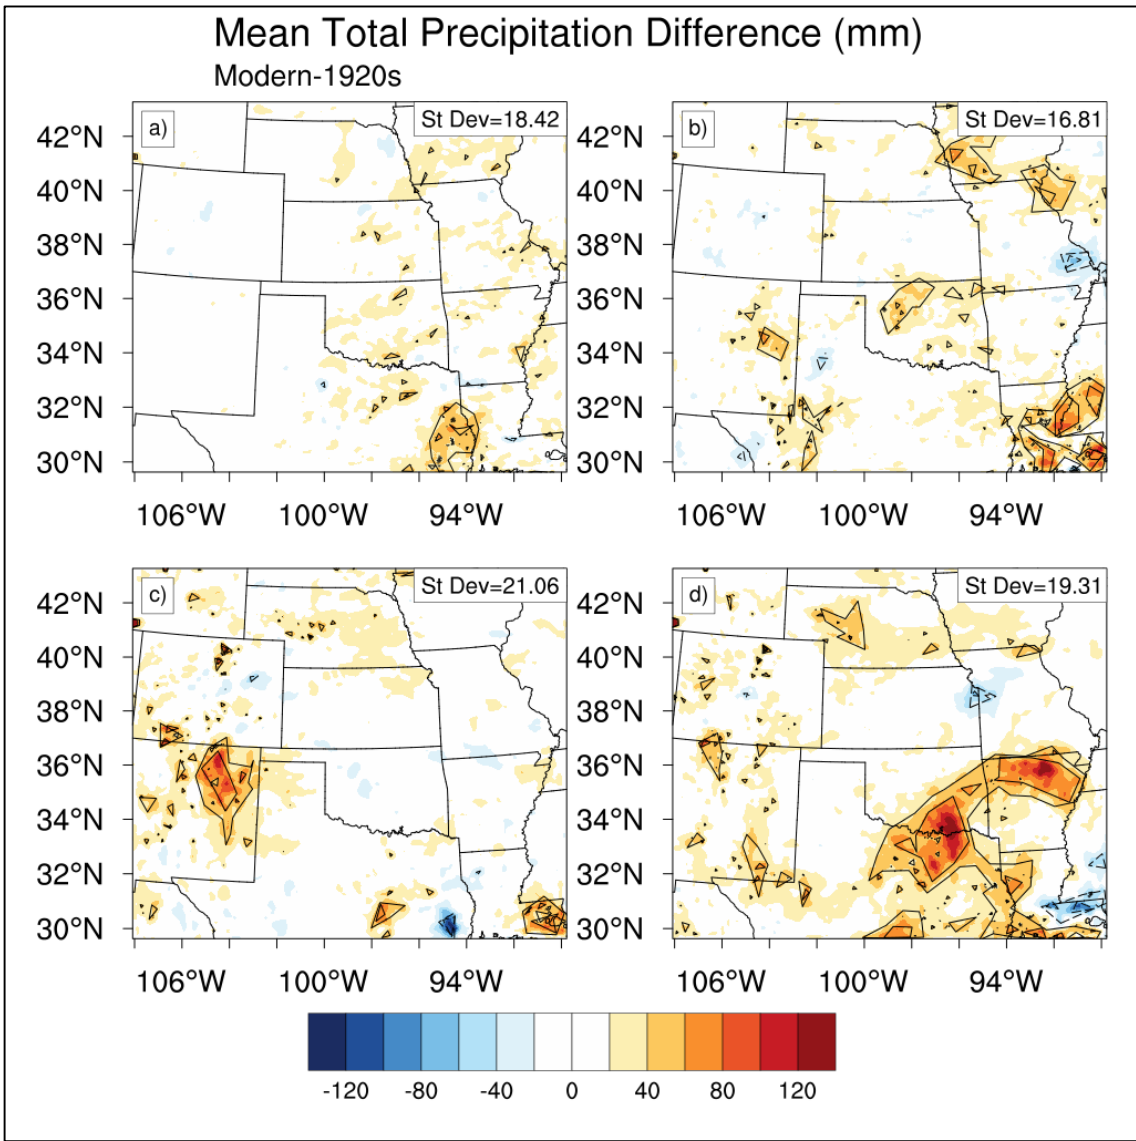 Mean Total Precipitation Difference (mm)
Modern-1920s
a)
St Dev=18.42
b)
St Dev=16.81
42°N
40°N
38°N
36°N
34°N
32°N
30°N
42°N
40°N
38°N
36°N
34°N
32°N
30°N
106°W 100°W 94°W
106°W 100°W 94°W
c)
St Dev=21.06
d)
St Dev=19.31
42°N
40°N
38°N
36°N
34°N
32°N
30°N
42°N
40°N
38°N
36°N
34°N
32°N
30°N
106°W 100°W 94°W
106°W 100°W 94°W
-120 -80 -40 0 40 80 120